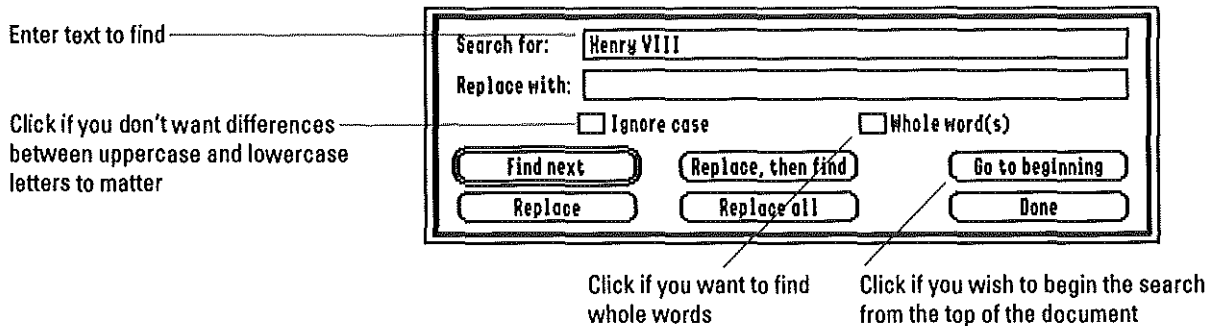 Enter text to find
Search for: Henry VIII
Replace with:
Click if you don't want differences
between uppercase and lowercase
letters to matter
Ignore case Whole word(s)
Find next Replace, then find Go to beginning
Replace Replace all Done
Click if you want to find
whole words
Click if you wish to begin the search
from the top of the document